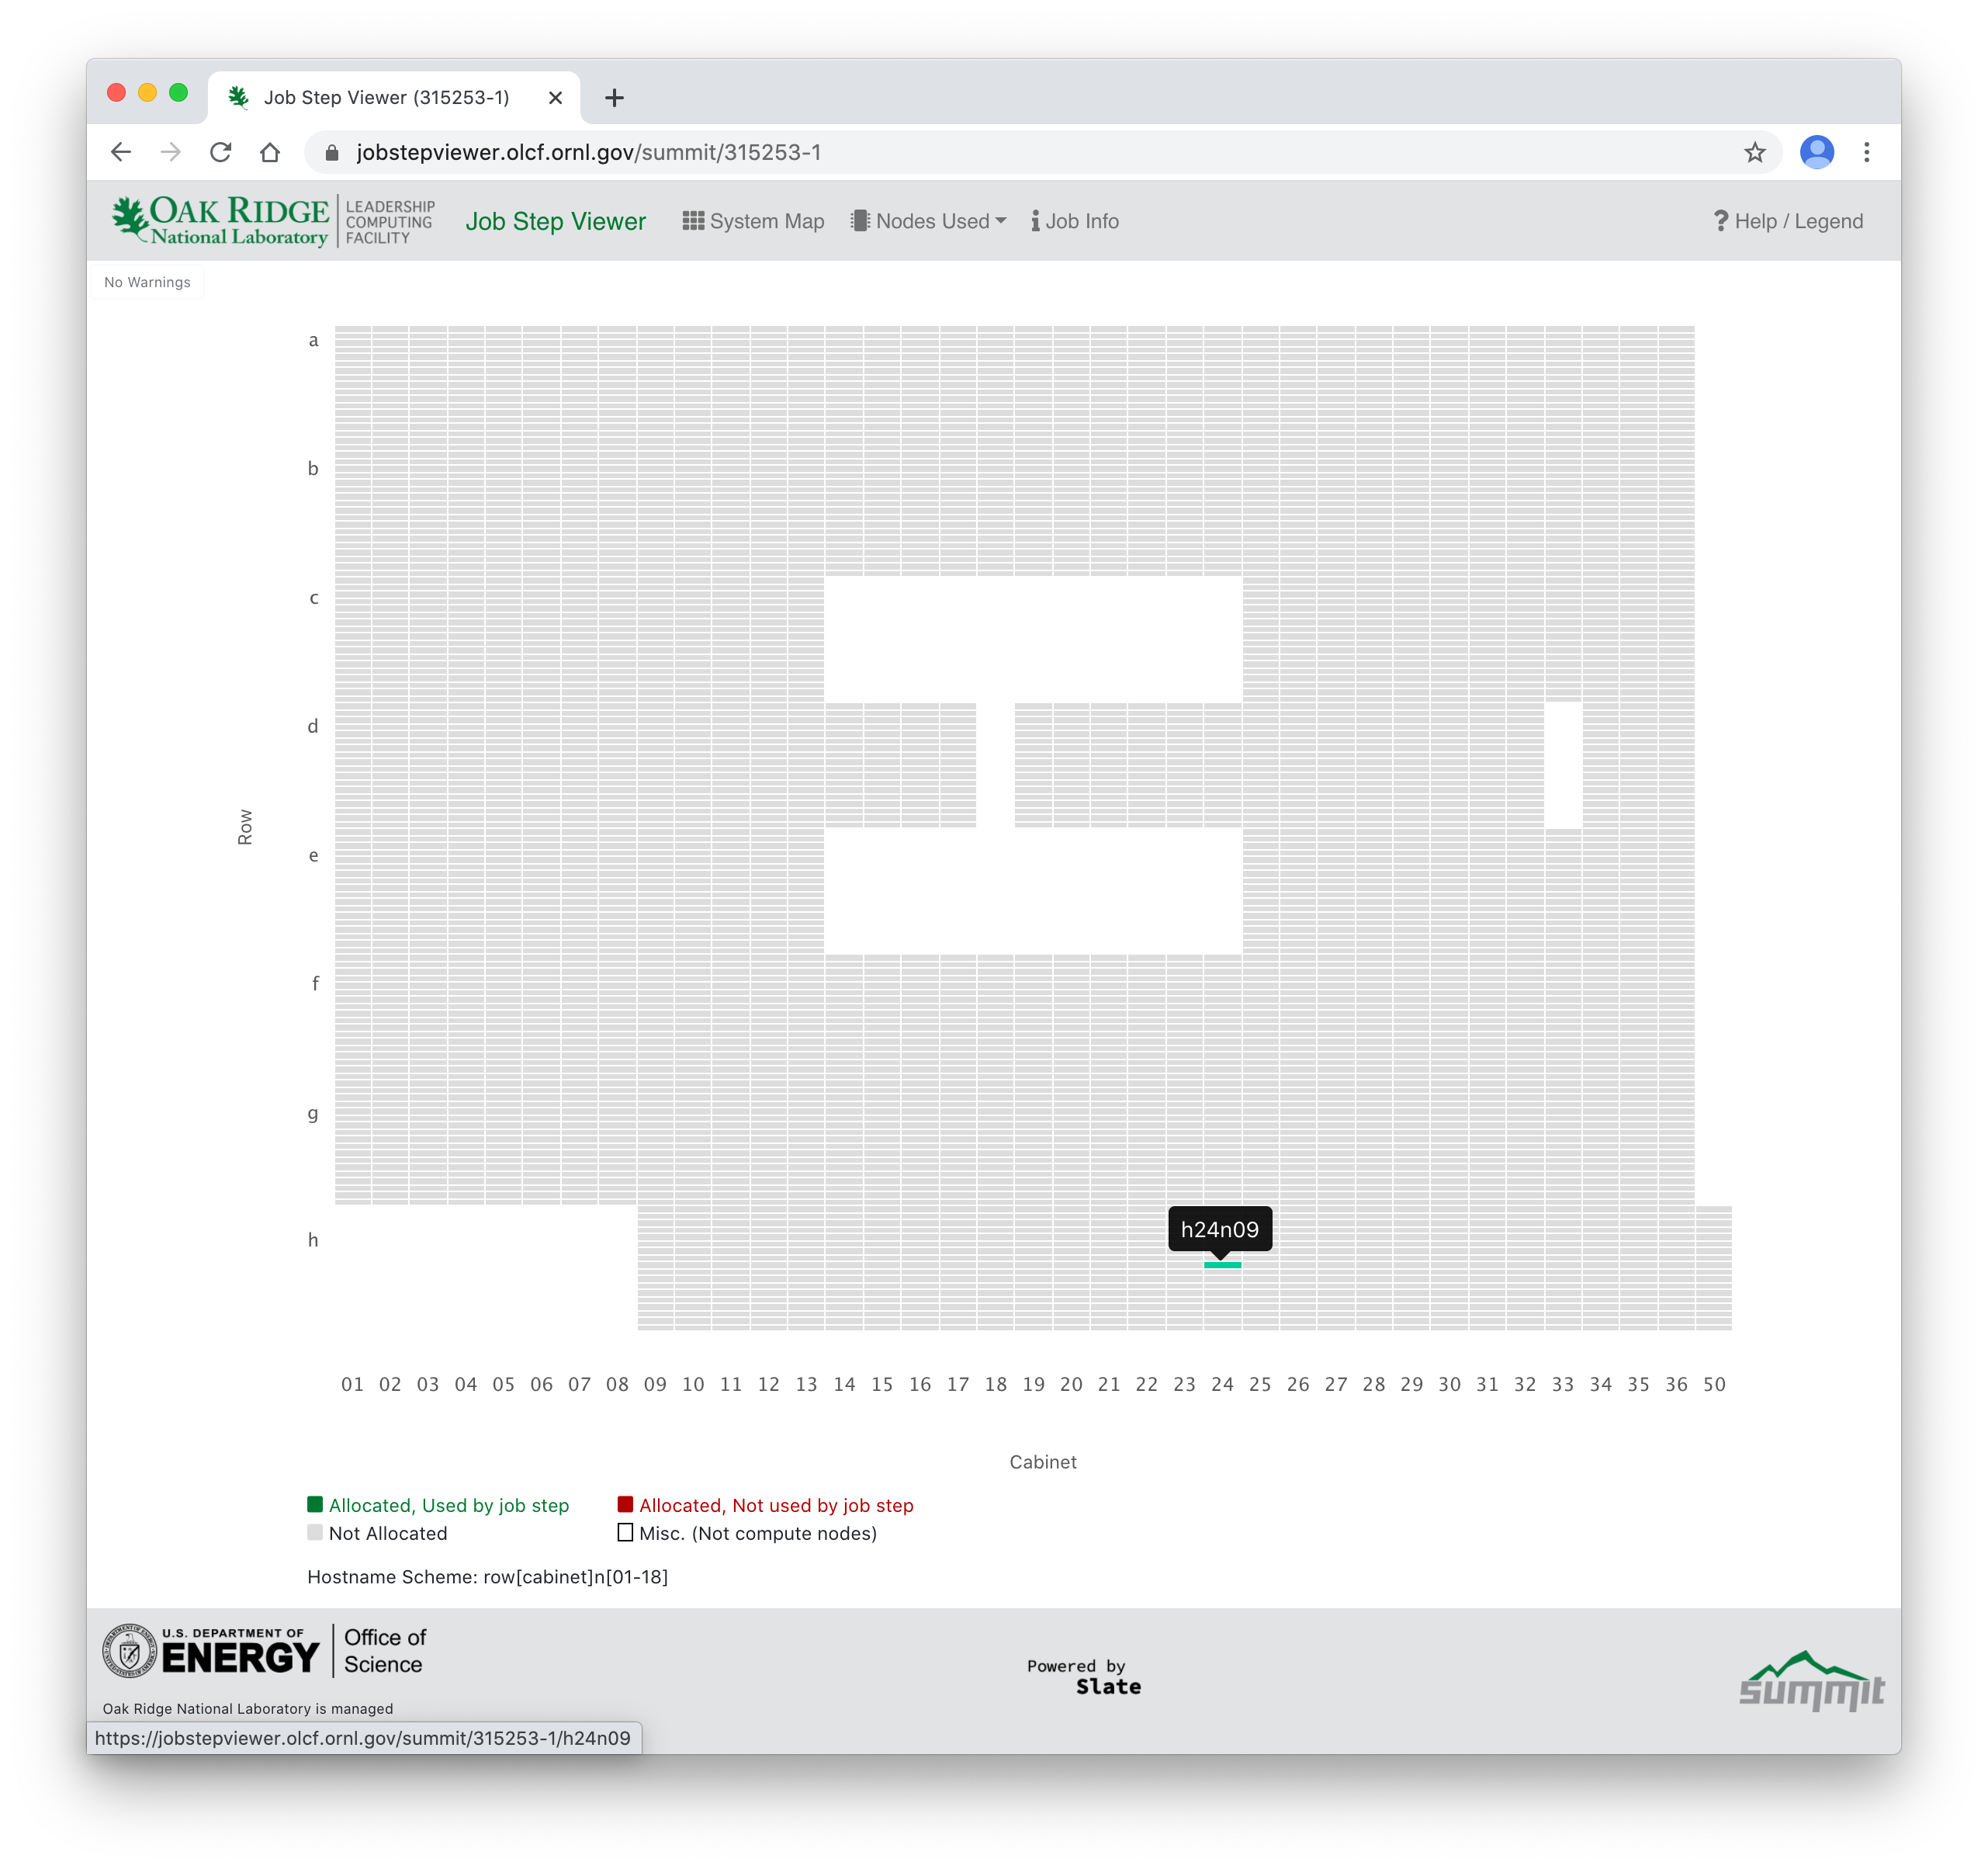 Job Step Viewer (315253-1)
jobstepviewer.olcf.ornl.gov/summit/315253-1
OAK RIDGE
National Laboratory
LEADERSHIP
COMPUTING
FACILITY
Job Step Viewer
System Map
Nodes Used
Job Info
? Help / Legend
No Warnings
a
b
c
d
Row
e
f
g
h24n09
h
01 02 03 04 05 06 07 08 09 10 11 12 13 14 15 16 17 18 19 20 21 22 23 24 25 26 27 28 29 30 31 32 33 34 35 36 50
Cabinet
Allocated, Used by job step
Allocated, Not used by job step
Not Allocated
Misc. (Not compute nodes)
Hostname Scheme: row[cabinet]n[01-18]
U.S. DEPARTMENT OF
ENERGY
Office of
Science
Powered by
Slate
summit
Oak Ridge National Laboratory is managed
https://jobstepviewer.olcf.ornl.gov/summit/315253-1/h24n09